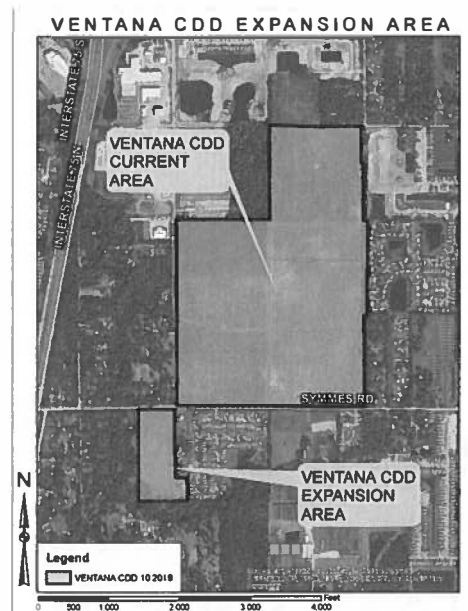 VENTANA CDD EXPANSION AREA
INTERSTATE 75 S
INTERSTATE 75 N
VENTANA CDD
CURRENT
AREA
SYMMES RD
VENTANA CDD
EXPANSION
AREA
N
Legend
VENTANA CDD 10 2019
Feet
0 500 1,000 2,000 3,000 4,000